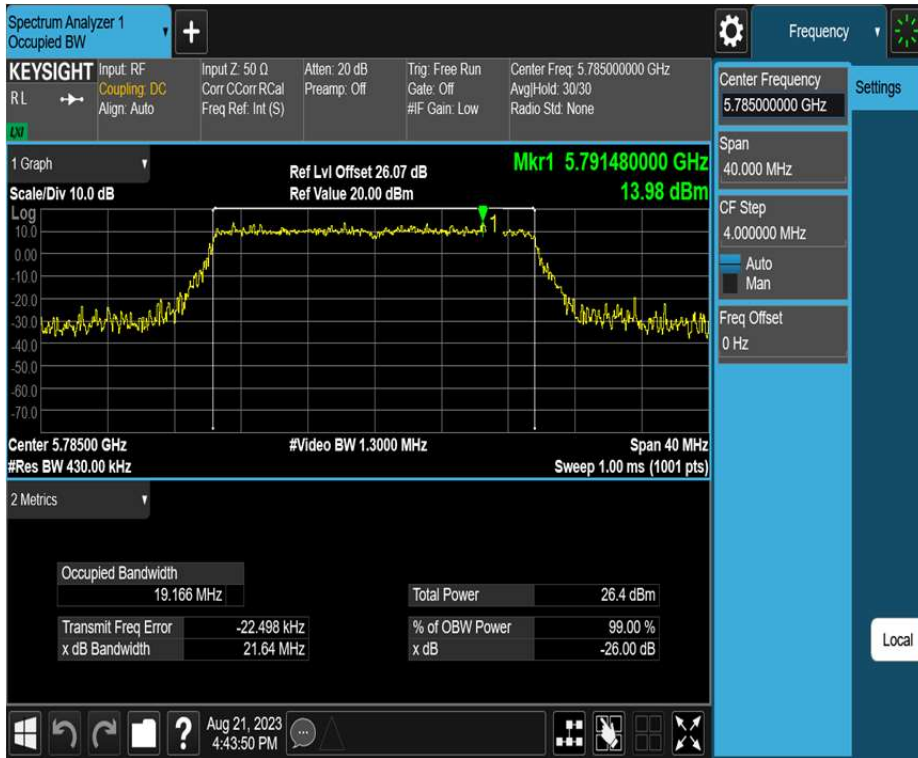 Spectrum Analyzer 1
Occupied BW
+
Frequency
KEYSIGHT
RL
LXI
Input: RF
Coupling: DC
Align: Auto
Input Z: 50 Ω
Corr CCorr RCal
Freq Ref: Int (S)
Atten: 20 dB
Preamp: Off
Trig: Free Run
Gate: Off
#IF Gain: Low
Center Freq: 5.785000000 GHz
Avg|Hold: 30/30
Radio Std: None
Center Frequency
5.785000000 GHz
Settings
Span
40.000 MHz
CF Step
4.000000 MHz
Auto
Man
Freq Offset
0 Hz
Local
1 Graph
Scale/Div 10.0 dB
Ref Lvl Offset 26.07 dB
Ref Value 20.00 dBm
Mkr1 5.791480000 GHz
13.98 dBm
Log
10.0
0.00
-10.0
-20.0
-30.0
-40.0
-50.0
-60.0
-70.0
1
Center 5.78500 GHz
#Video BW 1.3000 MHz
Span 40 MHz
#Res BW 430.00 kHz
Sweep 1.00 ms (1001 pts)
2 Metrics
Occupied Bandwidth
19.166 MHz
Total Power 26.4 dBm
Transmit Freq Error -22.498 kHz
% of OBW Power 99.00 %
x dB Bandwidth 21.64 MHz
x dB -26.00 dB
?
Aug 21, 2023
4:43:50 PM